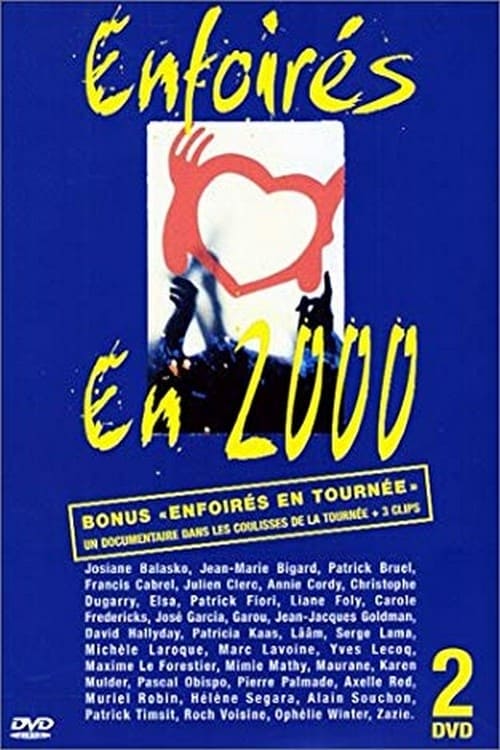 Enfoirés
En 2000
BONUS «ENFOIRÉS EN TOURNÉE»
UN DOCUMENTAIRE DANS LES COULISSES DE LA TOURNÉE + 3 CLIPS
Josiane Balasko, Jean-Marie Bigard, Patrick Bruel,
Francis Cabrel, Julien Clerc, Annie Cordy, Christophe
Dugarry, Elsa, Patrick Fiori, Liane Foly, Carole
Fredericks, José Garcia, Garou, Jean-Jacques Goldman,
David Hallyday, Patricia Kaas, Lââm, Serge Lama,
Michèle Laroque, Marc Lavoine, Yves Lecoq,
Maxime Le Forestier, Mimie Mathy, Maurane, Karen
Mulder, Pascal Obispo, Pierre Palmade, Axelle Red,
Muriel Robin, Hélène Segara, Alain Souchon,
Patrick Timsit, Roch Voisine, Ophélie Winter, Zazie.
2
DVD
DVD